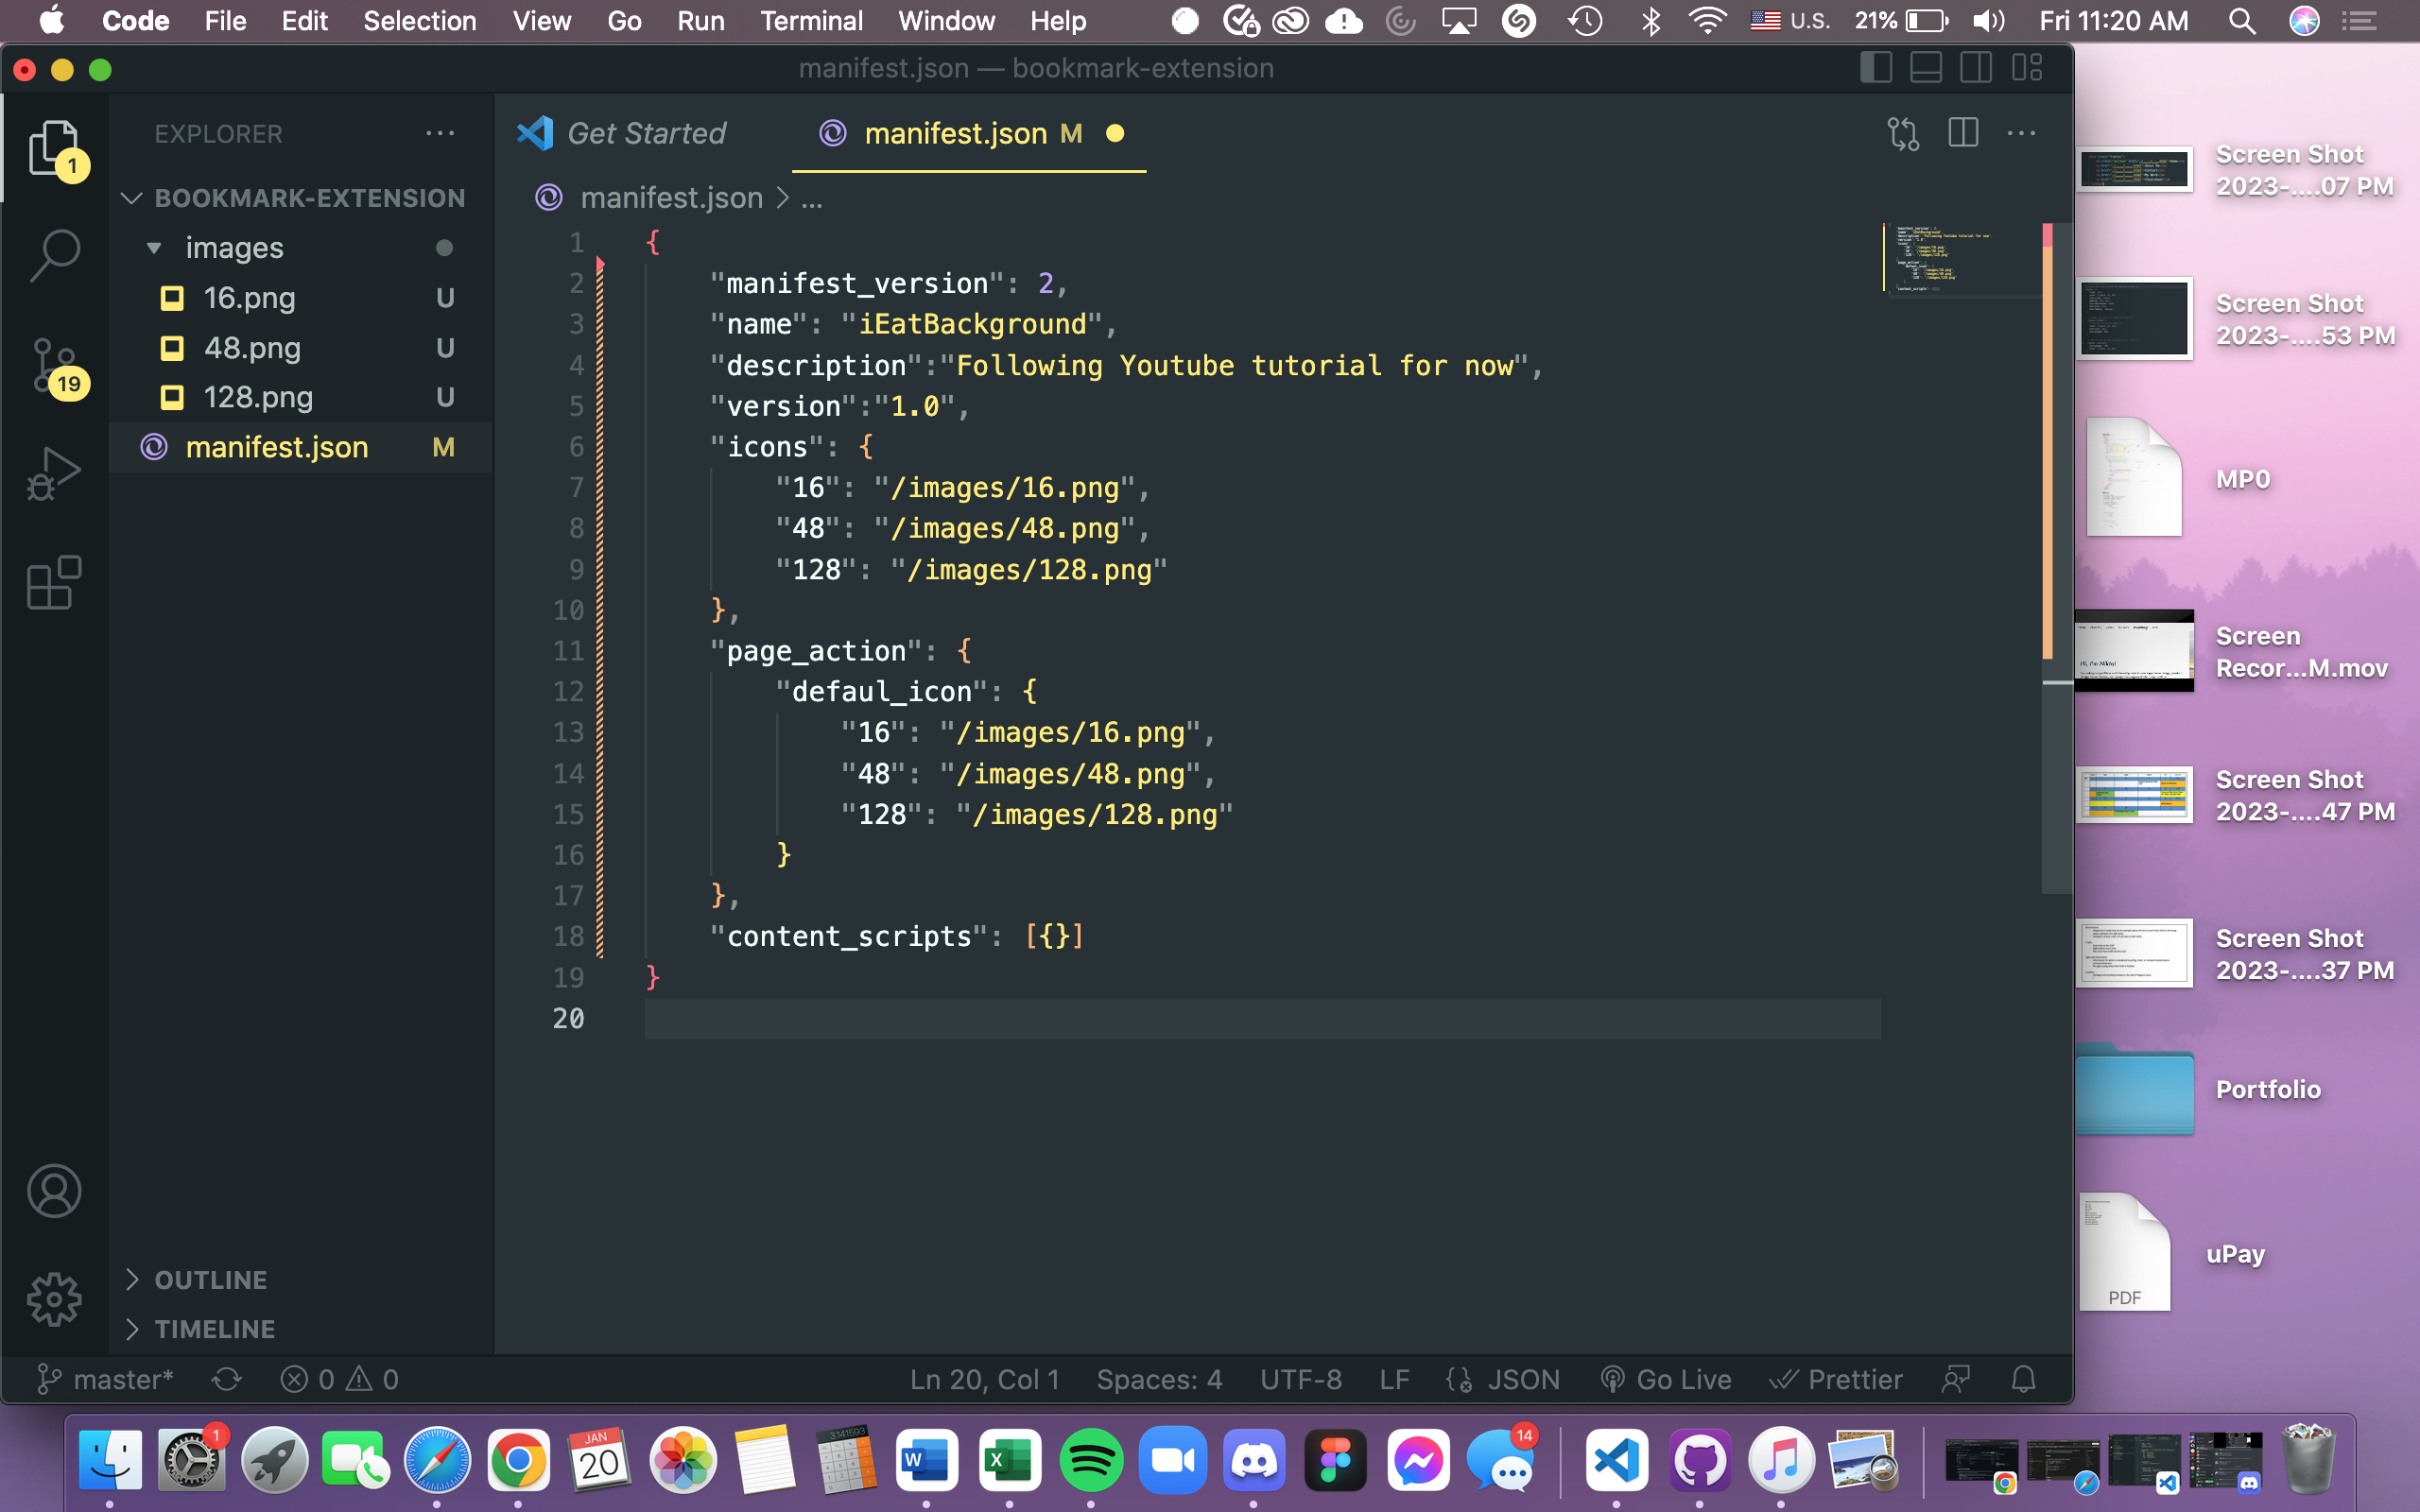 Code File Edit Selection View Go Run Terminal Window Help U.S. 21% Fri 11:20 AM
manifest.json — bookmark-extension
EXPLORER ···
Get Started
manifest.json M
1
BOOKMARK-EXTENSION
images
16.png U
48.png U
128.png U
manifest.json M
19
manifest.json > ...
1 {
2 "manifest_version": 2,
3 "name": "iEatBackground",
4 "description":"Following Youtube tutorial for now",
5 "version":"1.0",
6 "icons": {
7 "16": "/images/16.png",
8 "48": "/images/48.png",
9 "128": "/images/128.png"
10 },
11 "page_action": {
12 "defaul_icon": {
13 "16": "/images/16.png",
14 "48": "/images/48.png",
15 "128": "/images/128.png"
16 }
17 },
18 "content_scripts": [{}]
19 }
20
OUTLINE
TIMELINE
master* 0 0 Ln 20, Col 1 Spaces: 4 UTF-8 LF JSON Go Live Prettier
Screen Shot
2023-....07 PM
Screen Shot
2023-....53 PM
MP0
Screen
Recor...M.mov
Screen Shot
2023-....47 PM
Screen Shot
2023-....37 PM
Portfolio
PDF
uPay
1
JAN
20
3.141593
W
X
14